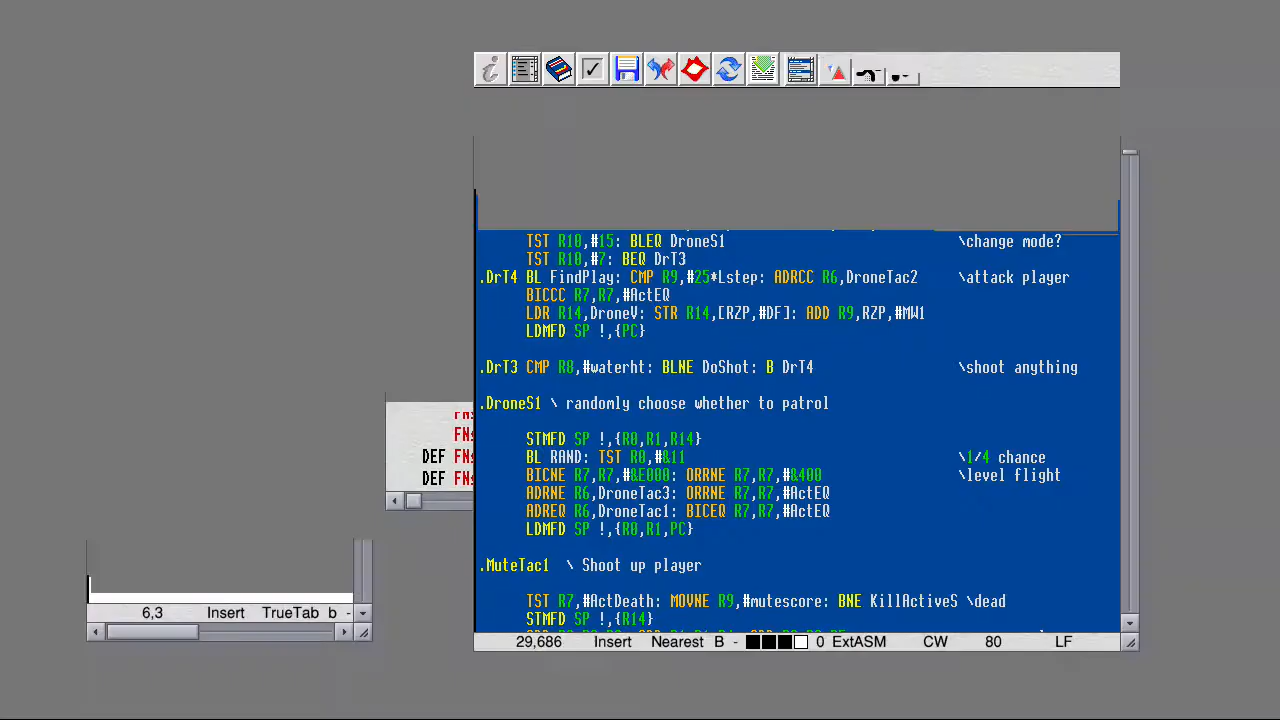 TST R10,#15: BLEQ DroneS1 \change mode?
TST R10,#7: BEQ DrT3
.DrT4 BL FindPlay: CMP R9,#25*Lstep: ADRCC R6,DroneTac2 \attack player
BICCC R7,R7,#ActEQ
LDR R14,DroneV: STR R14,[RZP,#DF]: ADD R9,RZP,#MW1
LDMFD SP !,{PC}
.DrT3 CMP R8,#waterht: BLNE DoShot: B DrT4 \shoot anything
.DroneS1 \ randomly choose whether to patrol
STMFD SP !,{R0,R1,R14}
BL RAND: TST R0,#&11 \1/4 chance
BICNE R7,R7,#&E000: ORRNE R7,R7,#&400 \level flight
ADRNE R6,DroneTac3: ORRNE R7,R7,#ActEQ
ADREQ R6,DroneTac1: BICEQ R7,R7,#ActEQ
LDMFD SP !,{R0,R1,PC}
.MuteTac1 \ Shoot up player
TST R7,#ActDeath: MOVNE R9,#mutescore: BNE KillActiveS \dead
STMFD SP !,{R14}
29,686 Insert Nearest B - 0 ExtASM CW 80 LF
DEF
DEF
6,3 Insert TrueTab b -